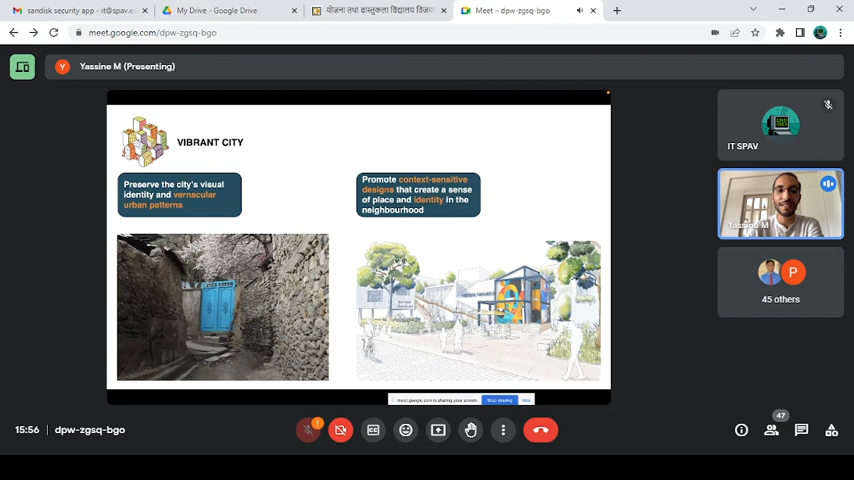 sandisk security app - it@spav.ec
My Drive - Google Drive
योजना तथा वास्तुकला विद्यालय विजय
Meet – dpw-zgsq-bgo
meet.google.com/dpw-zgsq-bgo
Y
Yassine M (Presenting)
VIBRANT CITY
Preserve the city's visual
identity and vernacular
urban patterns
Promote context-sensitive
designs that create a sense
of place and identity in the
neighbourhood
meet.google.com is sharing your screen.
Stop sharing
Hide
IT SPAV
Yassine M
P
45 others
15:56
dpw-zgsq-bgo
47